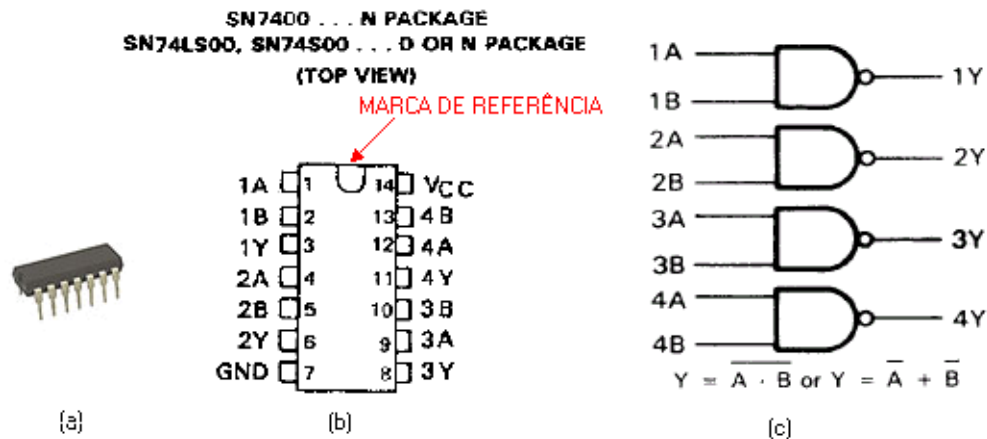 SN7400 . . . N PACKAGE
SN74LS00, SN74S00 . . . D OR N PACKAGE
(TOP VIEW)
MARCA DE REFERÊNCIA
1A 1 14 VCC
1B 2 13 4B
1Y 3 12 4A
2A 4 11 4Y
2B 5 10 3B
2Y 6 9 3A
GND 7 8 3Y
1A
1B
1Y
2A
2B
2Y
3A
3B
3Y
4A
4B
4Y
Y = A̅ ̅·̅ ̅B̅ or Y = A̅ + B̅
(a)
(b)
(c)